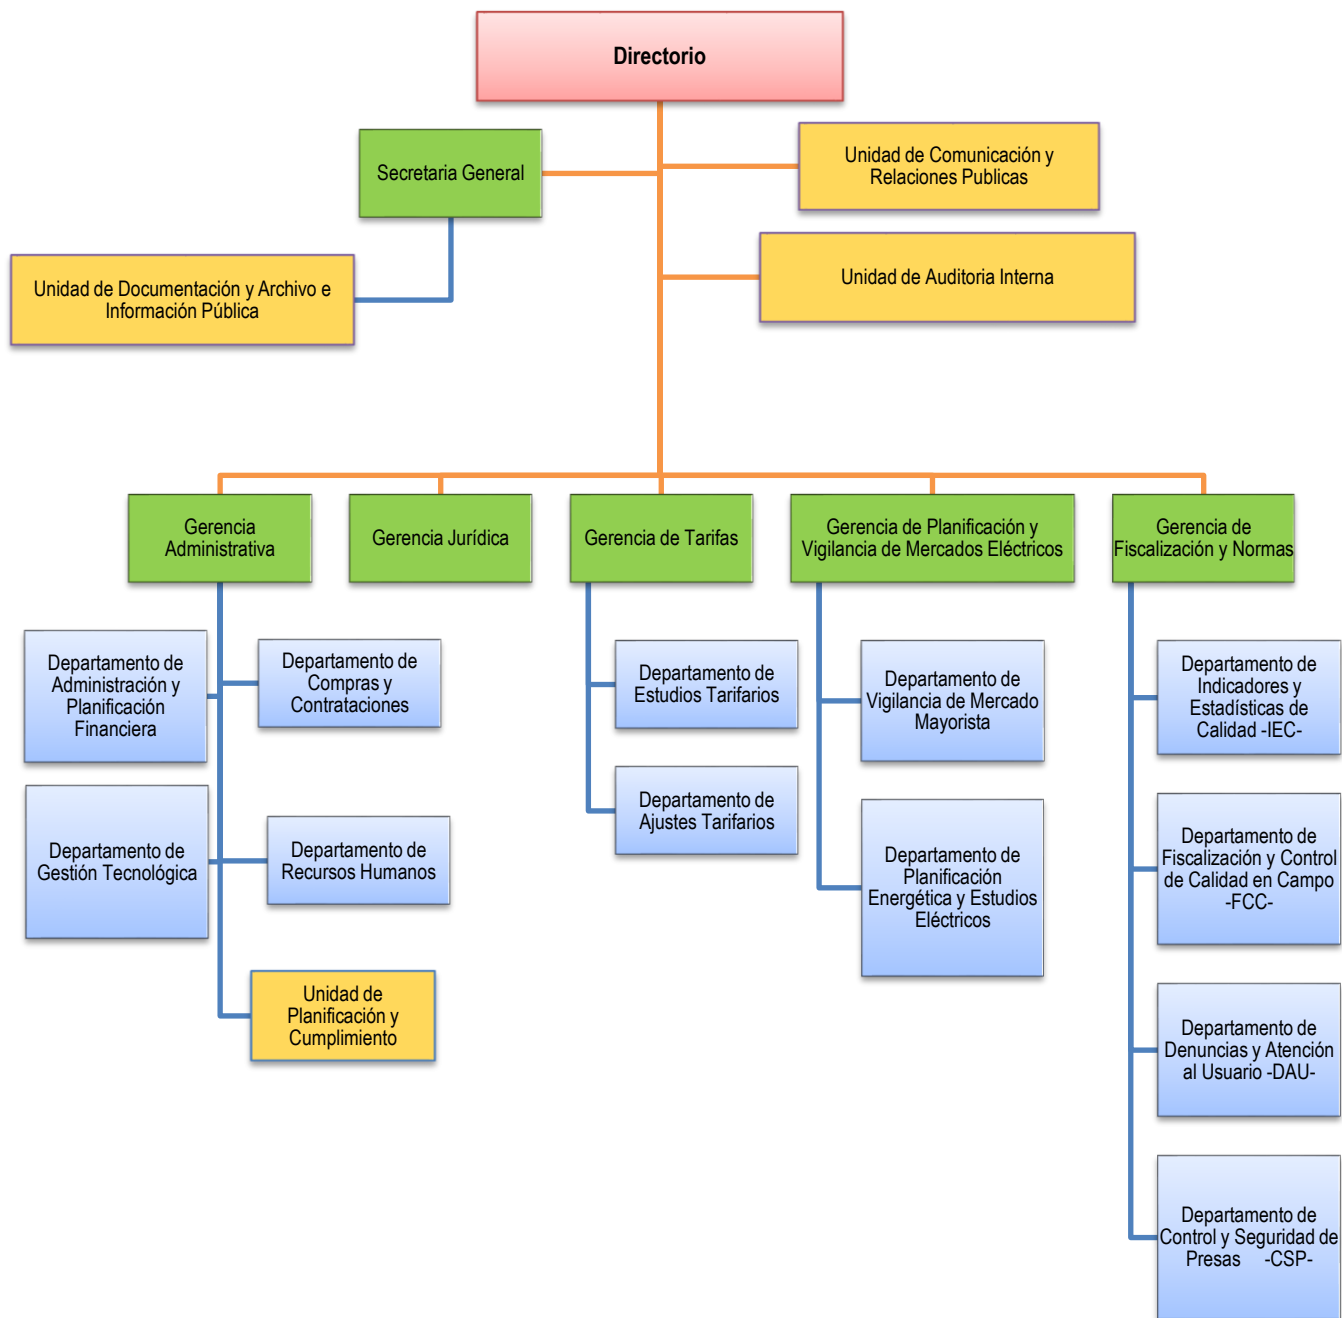 Directorio
Secretaria General
Unidad de Comunicación y
Relaciones Publicas
Unidad de Documentación y Archivo e
Información Pública
Unidad de Auditoria Interna
Gerencia
Administrativa
Gerencia Jurídica
Gerencia de Tarifas
Gerencia de Planificación y
Vigilancia de Mercados Eléctricos
Gerencia de
Fiscalización y Normas
Departamento de
Administración y
Planificación
Financiera
Departamento de
Compras y
Contrataciones
Departamento de
Gestión Tecnológica
Departamento de
Recursos Humanos
Unidad de
Planificación y
Cumplimiento
Departamento de
Estudios Tarifarios
Departamento de
Ajustes Tarifarios
Departamento de
Vigilancia de Mercado
Mayorista
Departamento de
Planificación
Energética y Estudios
Eléctricos
Departamento de
Indicadores y
Estadísticas de
Calidad -IEC-
Departamento de
Fiscalización y Control
de Calidad en Campo
-FCC-
Departamento de
Denuncias y Atención
al Usuario -DAU-
Departamento de
Control y Seguridad de
Presas -CSP-